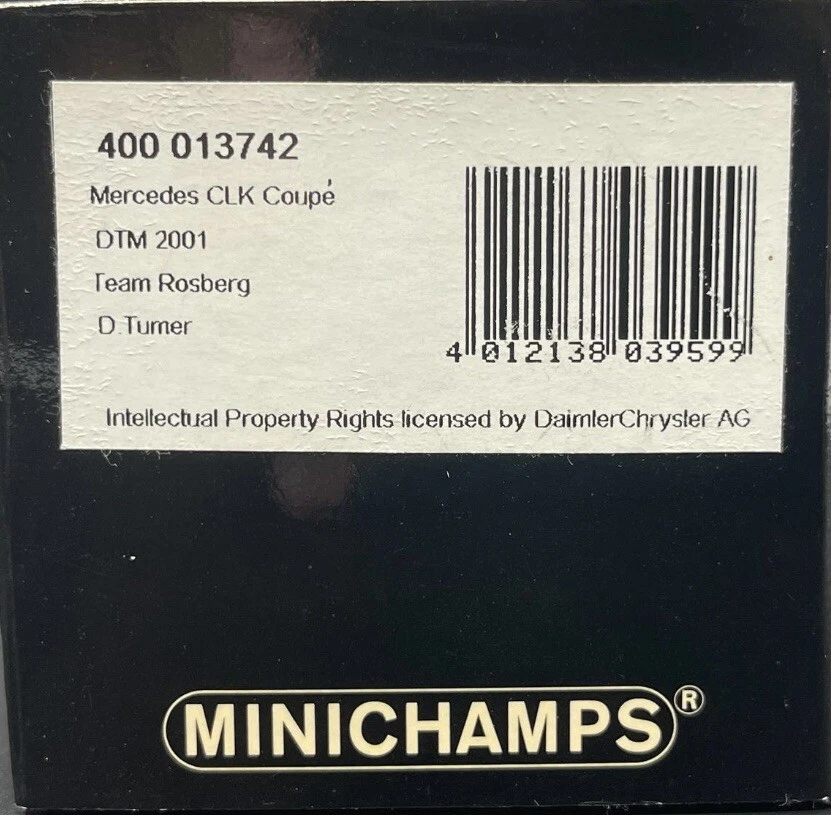 400 013742
Mercedes CLK Coupé
DTM 2001
Team Rosberg
D.Turner
4 012138 039599
Intellectual Property Rights licensed by DaimlerChrysler AG
MINICHAMPS®